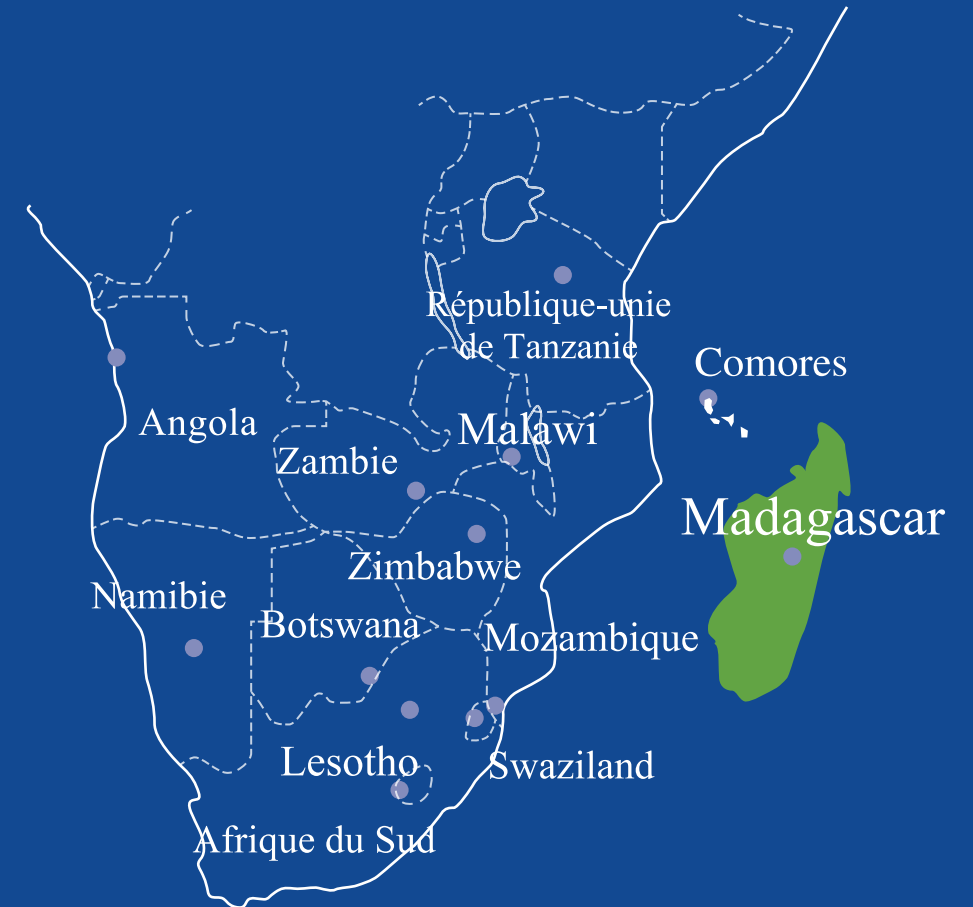 République-unie
de Tanzanie
Comores
Angola
Malawi
Zambie
Madagascar
Zimbabwe
Namibie
Botswana
Mozambique
Lesotho
Swaziland
Afrique du Sud